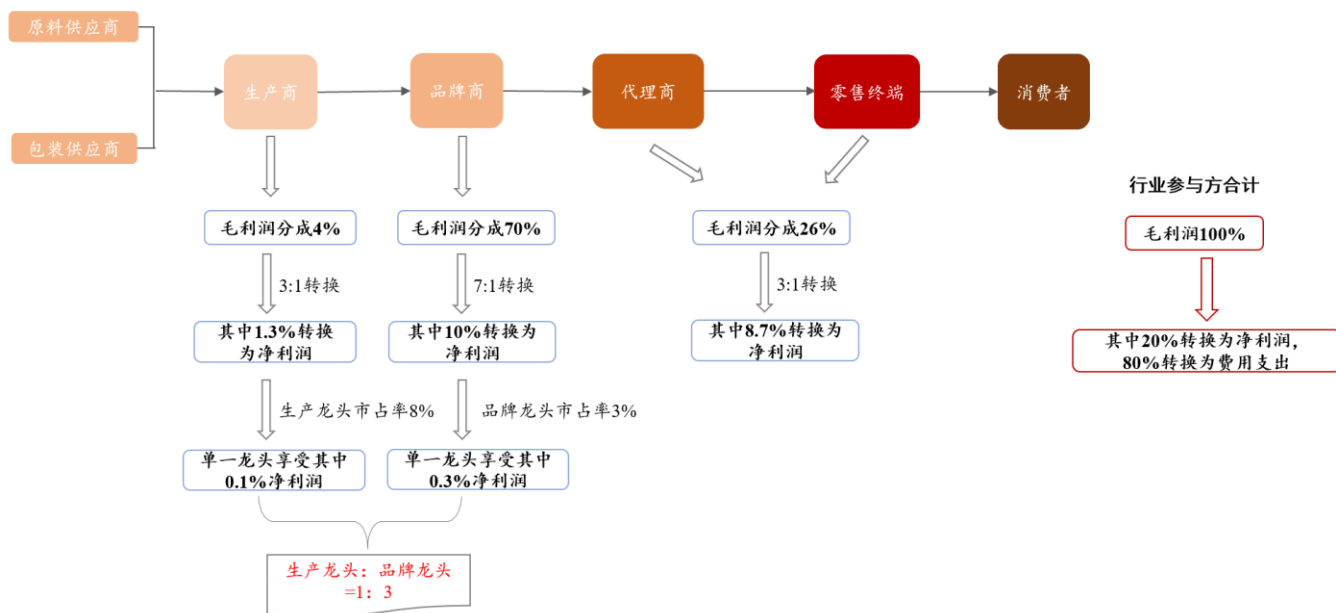 原料供应商
包装供应商
生产商
品牌商
代理商
零售终端
消费者
毛利润分成4%
毛利润分成70%
毛利润分成26%
3:1转换
7:1转换
3:1转换
其中1.3%转换
为净利润
其中10%转换为
净利润
其中8.7%转换为
净利润
生产龙头市占率8%
品牌龙头市占率3%
单一龙头享受其中
0.1%净利润
单一龙头享受其中
0.3%净利润
生产龙头：品牌龙头
=1：3
行业参与方合计
毛利润100%
其中20%转换为净利润，
80%转换为费用支出